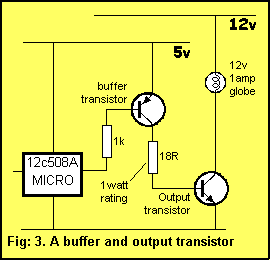 12v
5v
buffer
transistor
12v
1amp
globe
1k
12c508A
MICRO
18R
1watt
rating
Output
transistor
Fig: 3. A buffer and output transistor